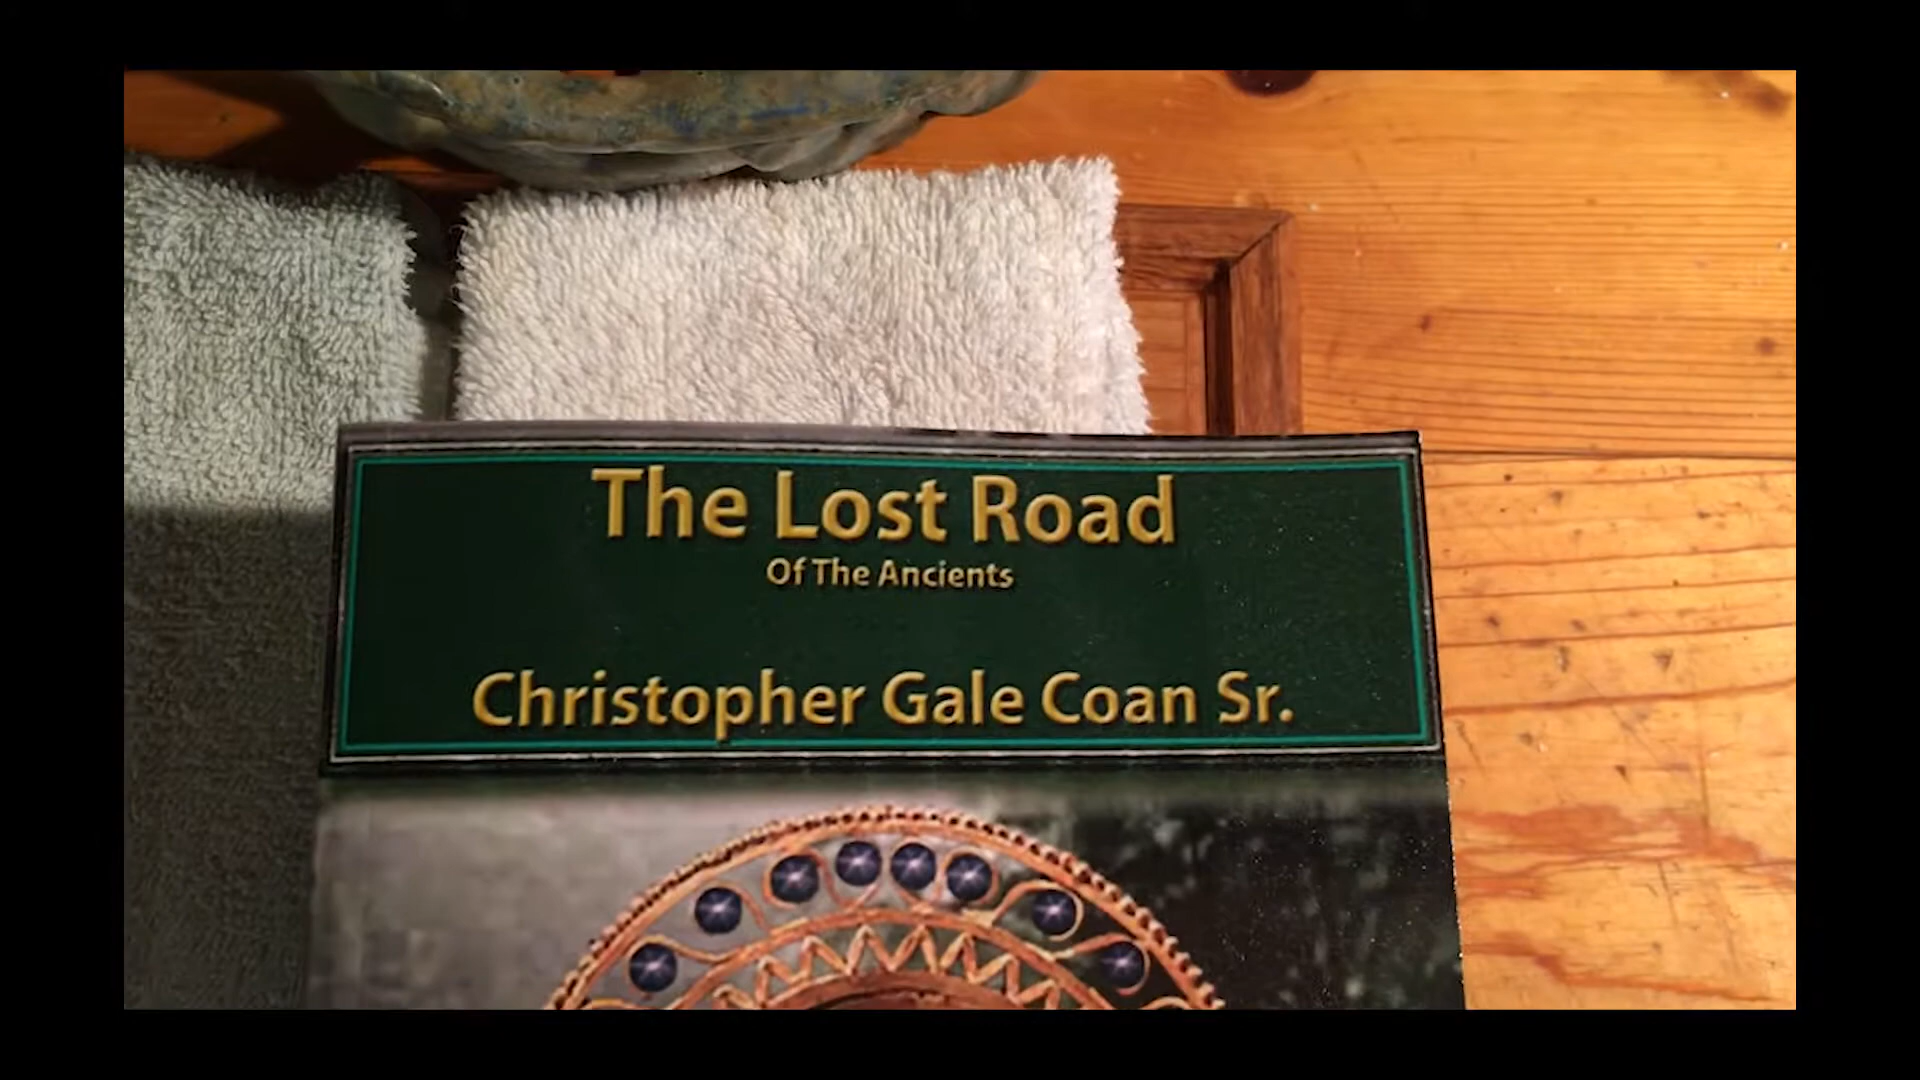 The Lost Road
Of The Ancients
Christopher Gale Coan Sr.